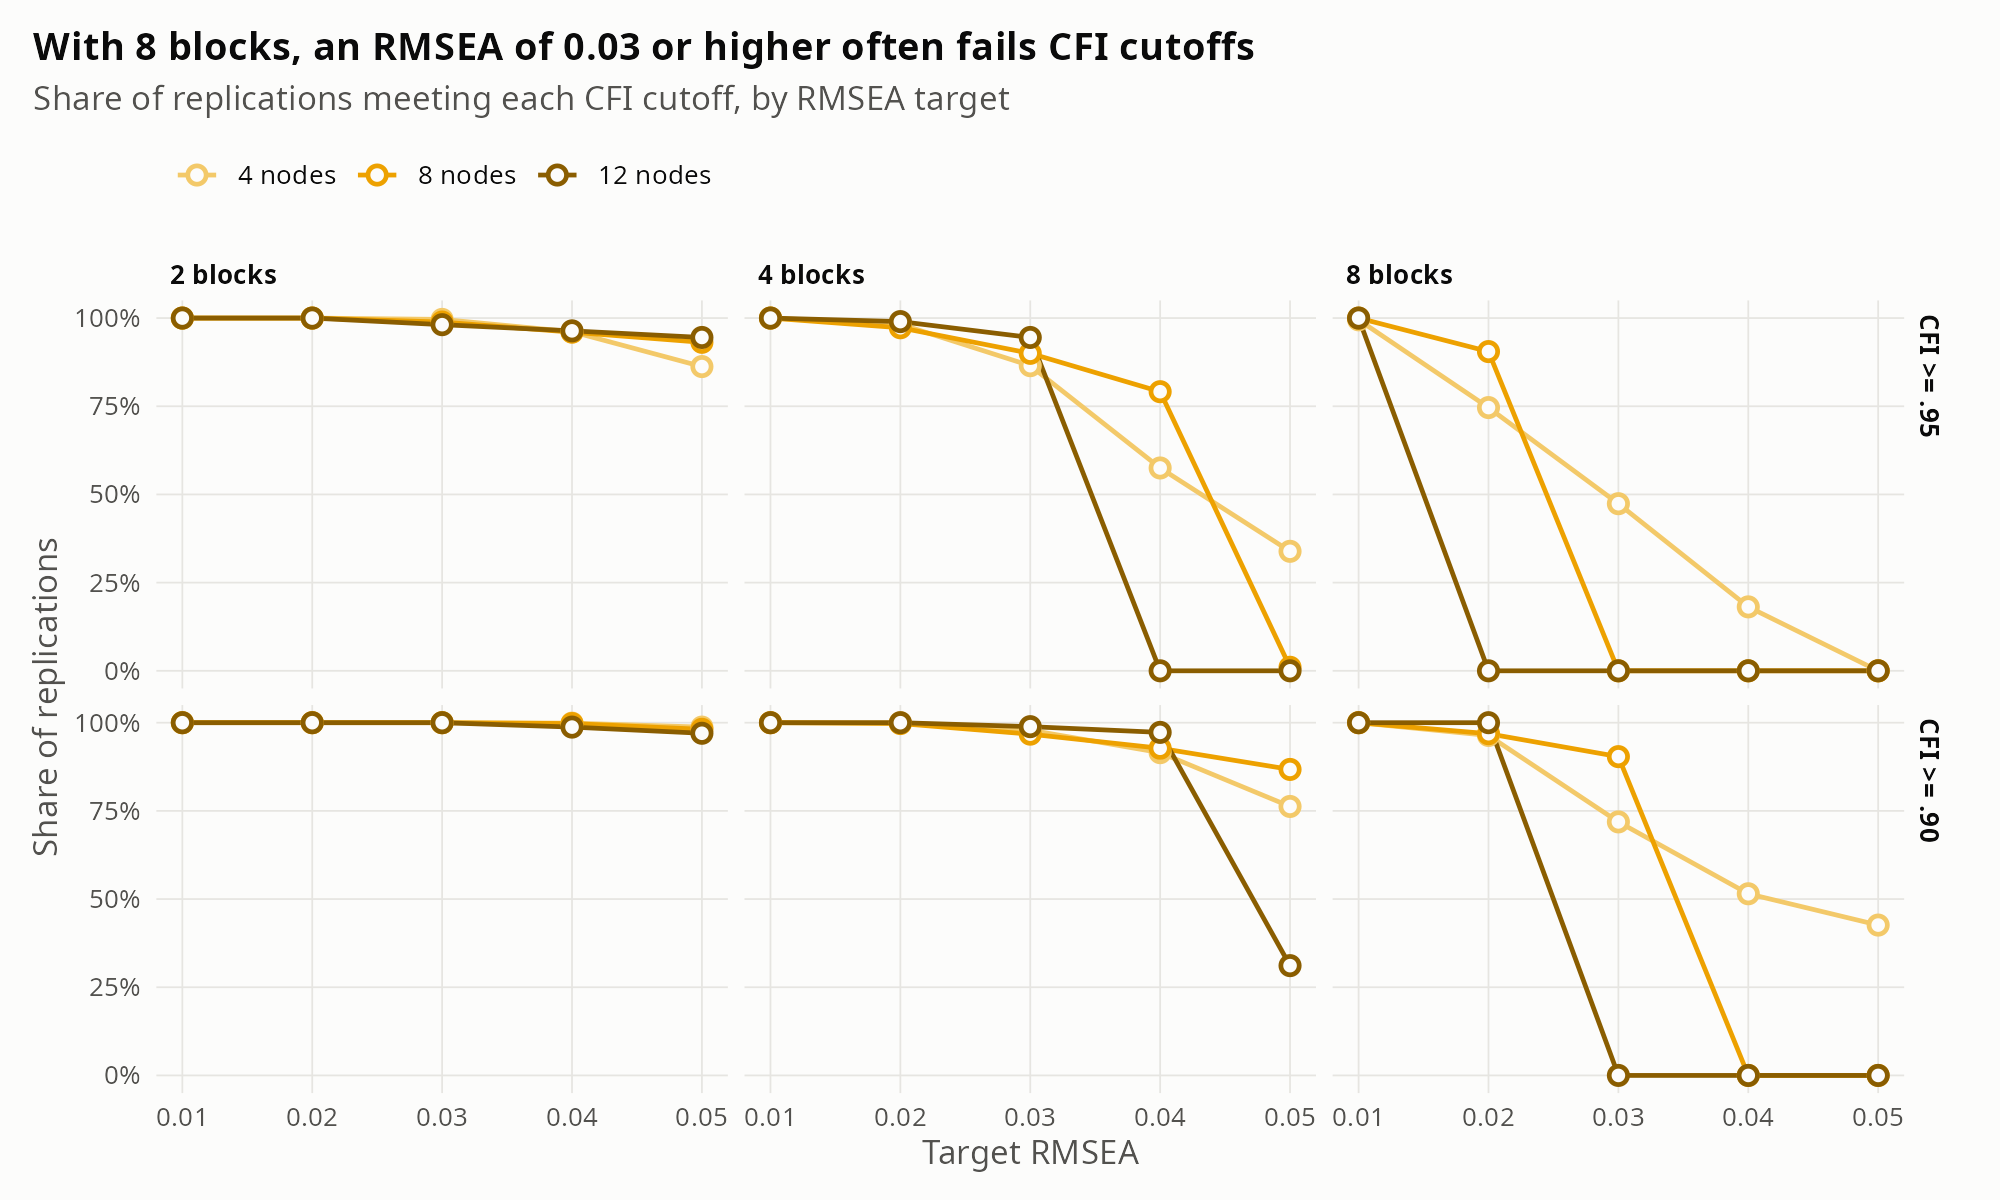 With 8 blocks, an RMSEA of 0.03 or higher often fails CFI cutoffs
Share of replications meeting each CFI cutoff, by RMSEA target
4 nodes 8 nodes 12 nodes
2 blocks 4 blocks 8 blocks
100%
75%
50%
25%
0%
CFI >= .95
100%
75%
50%
25%
0%
CFI >= .90
Share of replications
0.01 0.02 0.03 0.04 0.05 0.01 0.02 0.03 0.04 0.05 0.01 0.02 0.03 0.04 0.05
Target RMSEA